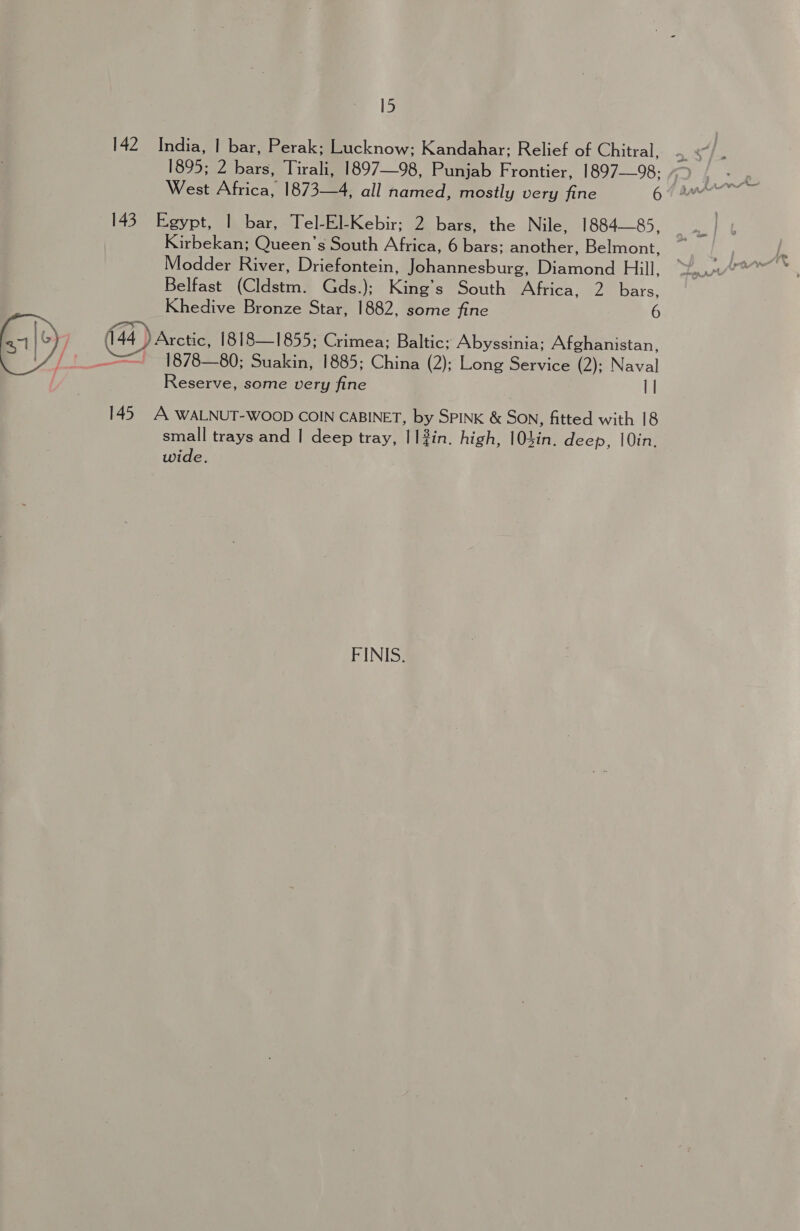 15
142 India, 1 bar, Perak; Lucknow; Kandahar; Relief of Chitral,
1895; 2 bars, Tirali, 1897—98, Punjab Frontier, 1897—98;
West Africa, 1873—4, all named, mostly very fine 6
143 Egypt, 1 bar, Tel-El-Kebir; 2 bars, the Nile, 1884—85,
Kirbekan; Queen's South Africa, 6 bars; another, Belmont,
Modder River, Driefontein, Johannesburg, Diamond Hill,
Belfast (Cldstm. Gds.); King's South Africa, 2 bars,
Khedive Bronze Star, 1882, some fine 6
144 Arctic, 1818—1855; Crimea; Baltic; Abyssinia; Afghanistan,
1878—80; Suakin, 1885; China (2); Long Service (2); Naval
Reserve, some very fine 11
145 A WALNUT-WOOD COIN CABINET, by SPINK & SON, fitted with 18
small trays and 1 deep tray, 11¾in. high, 10½in. deep, 10in.
wide.
FINIS.